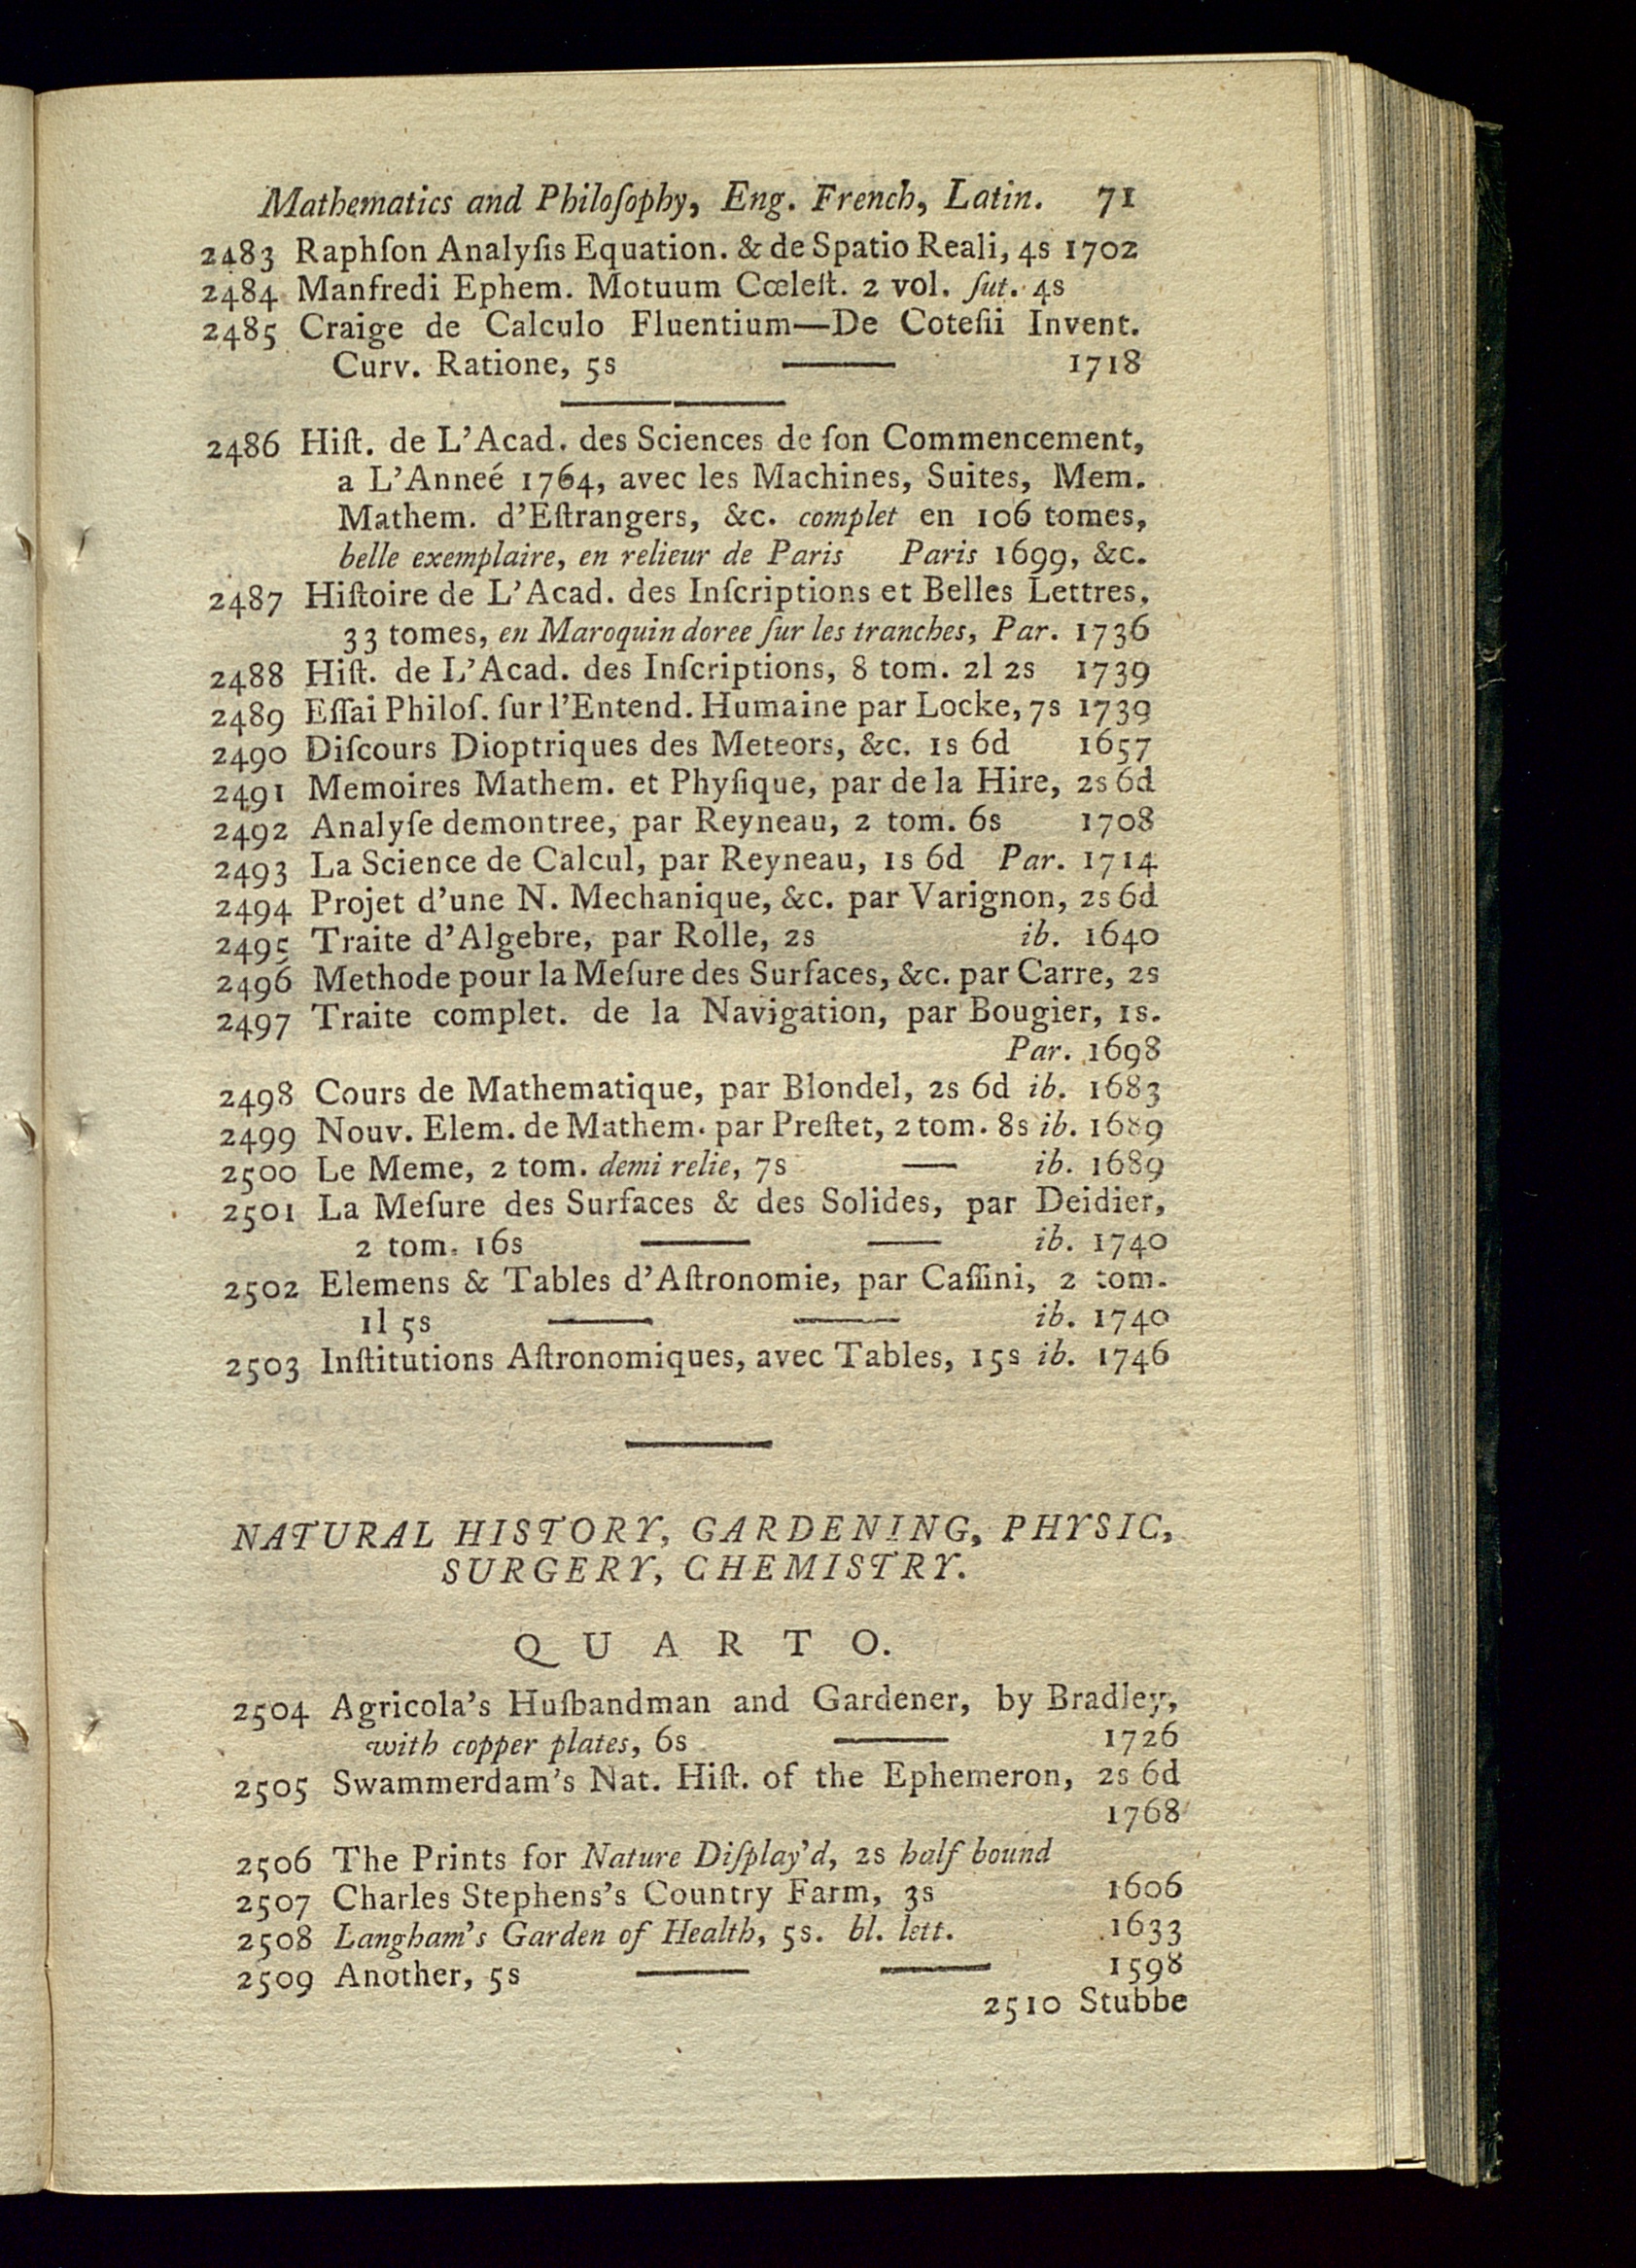 Mathematics and Philoſophy, Eng. French, Latin. 71
2483 Raphſon Analyſis Equation. & de Spatio Reali, 4s 1702
2484 Manfredi Ephem. Motuum Cœleſt. 2 vol. ſut. 4s
2485 Craige de Calculo Fluentium—De Coteſii Invent.
Curv. Ratione, 5s —— 1718
2486 Hiſt. de L'Acad. des Sciences de ſon Commencement,
a L'Anneé 1764, avec les Machines, Suites, Mem.
Mathem. d'Eſtrangers, &c. complet en 106 tomes,
belle exemplaire, en relieur de Paris Paris 1699, &c.
2487 Hiſtoire de L'Acad. des Inſcriptions et Belles Lettres,
33 tomes, en Maroquin doree ſur les tranches, Par. 1736
2488 Hiſt. de L'Acad. des Inſcriptions, 8 tom. 2l 2s 1739
2489 Eſſai Philoſ. ſur l'Entend. Humaine par Locke, 7s 1739
2490 Diſcours Dioptriques des Meteors, &c. 1s 6d 1657
2491 Memoires Mathem. et Phyſique, par de la Hire, 2s 6d
2492 Analyſe demontree, par Reyneau, 2 tom. 6s 1708
2493 La Science de Calcul, par Reyneau, 1s 6d Par. 1714
2494 Projet d'une N. Mechanique, &c. par Varignon, 2s 6d
2495 Traite d'Algebre, par Rolle, 2s ib. 1640
2496 Methode pour la Meſure des Surfaces, &c. par Carre, 2s
2497 Traite complet. de la Navigation, par Bougier, 1s.
Par. 1698
2498 Cours de Mathematique, par Blondel, 2s 6d ib. 1683
2499 Nouv. Elem. de Mathem. par Preſtet, 2 tom. 8s ib. 1689
2500 Le Meme, 2 tom. demi relie, 7s — ib. 1689
2501 La Meſure des Surfaces & des Solides, par Deidier,
2 tom. 16s —— —— ib. 1740
2502 Elemens & Tables d'Aſtronomie, par Caſſini, 2 tom.
1l 5s —— —— ib. 1740
2503 Inſtitutions Aſtronomiques, avec Tables, 15s ib. 1746
NATURAL HISTORY, GARDENING, PHYSIC,
SURGERY, CHEMISTRY.
QUARTO.
2504 Agricola's Huſbandman and Gardener, by Bradley,
with copper plates, 6s —— 1726
2505 Swammerdam's Nat. Hiſt. of the Ephemeron, 2s 6d
1768
2506 The Prints for Nature Diſplay'd, 2s half bound
2507 Charles Stephens's Country Farm, 3s 1606
2508 Langham's Garden of Health, 5s. bl. lett. 1633
2509 Another, 5s —— —— 1598
2510 Stubbe